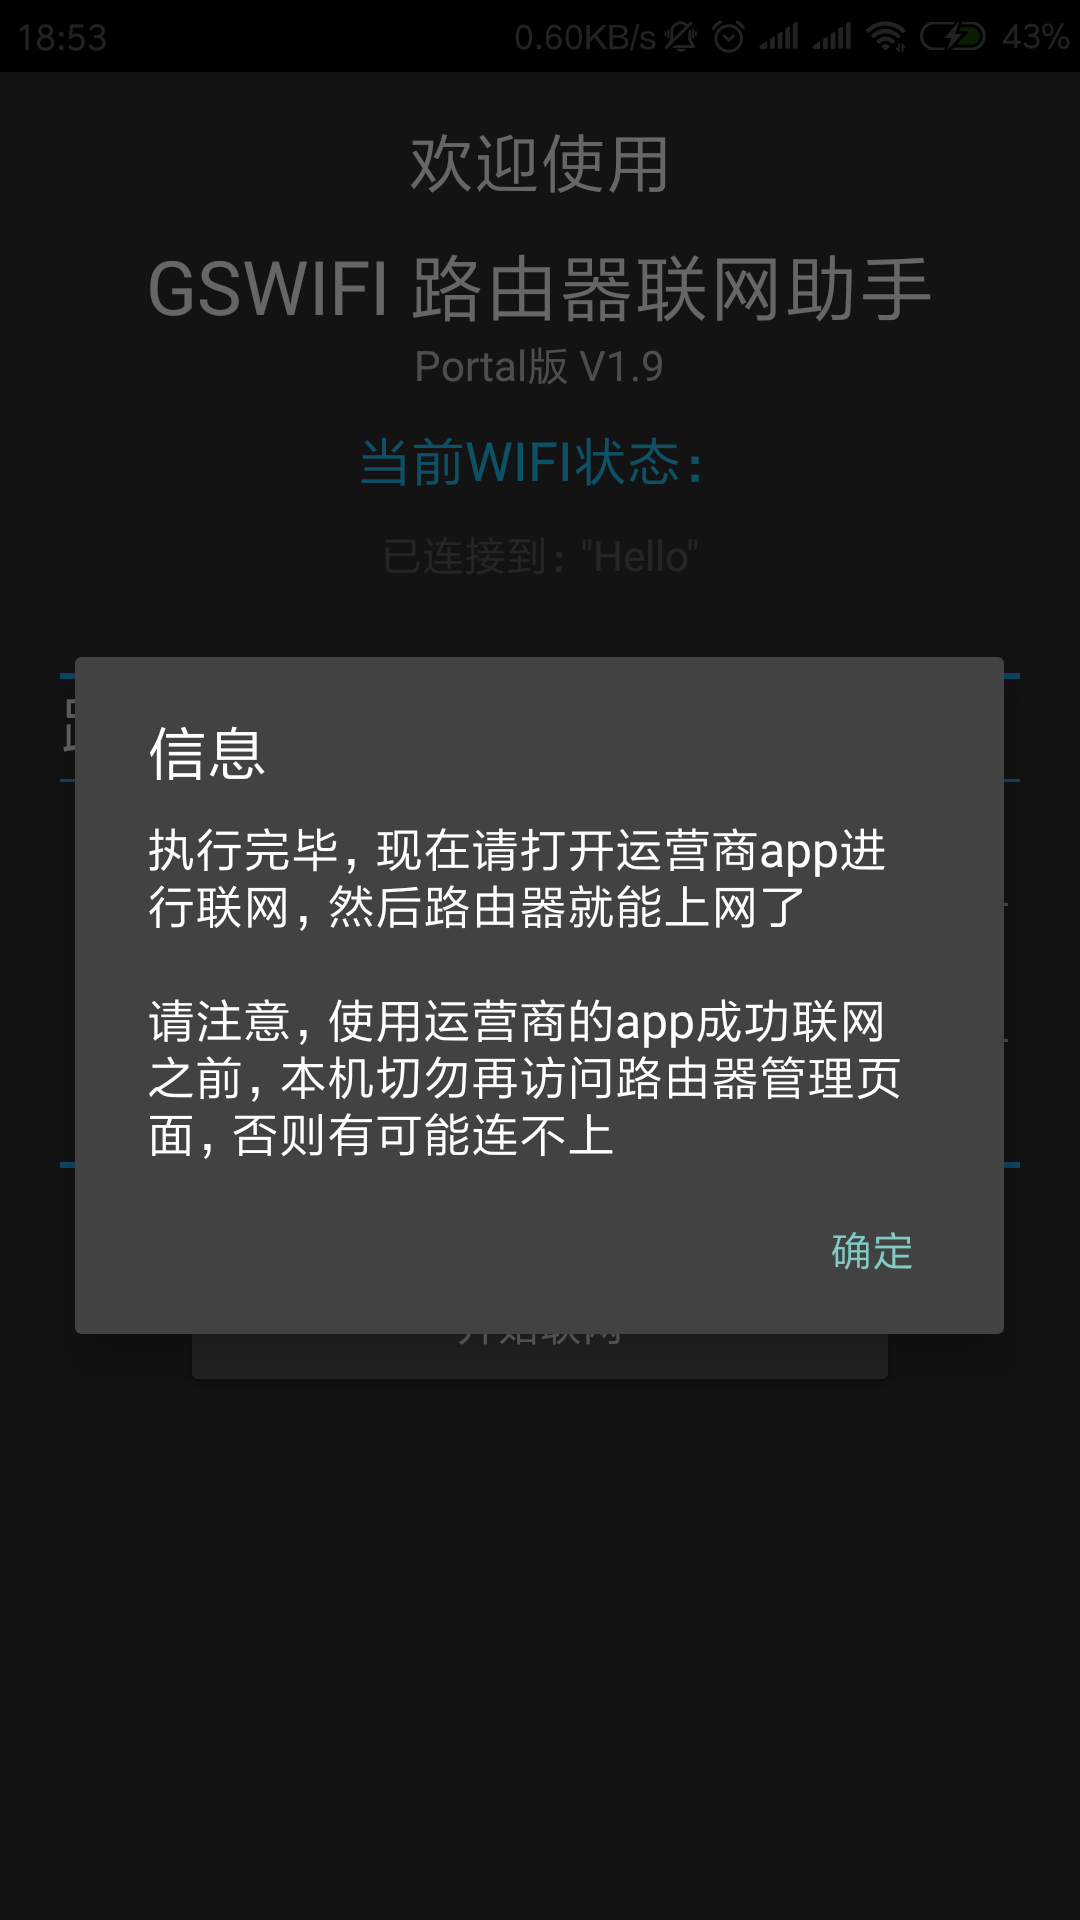 18:53 0.60KB/s 43%
欢迎使用
GSWIFI 路由器联网助手
Portal版 V1.9
当前WIFI状态：
已连接到："Hello"
信息
执行完毕，现在请打开运营商app进
行联网，然后路由器就能上网了
请注意，使用运营商的app成功联网
之前，本机切勿再访问路由器管理页
面，否则有可能连不上
确定
开始联网